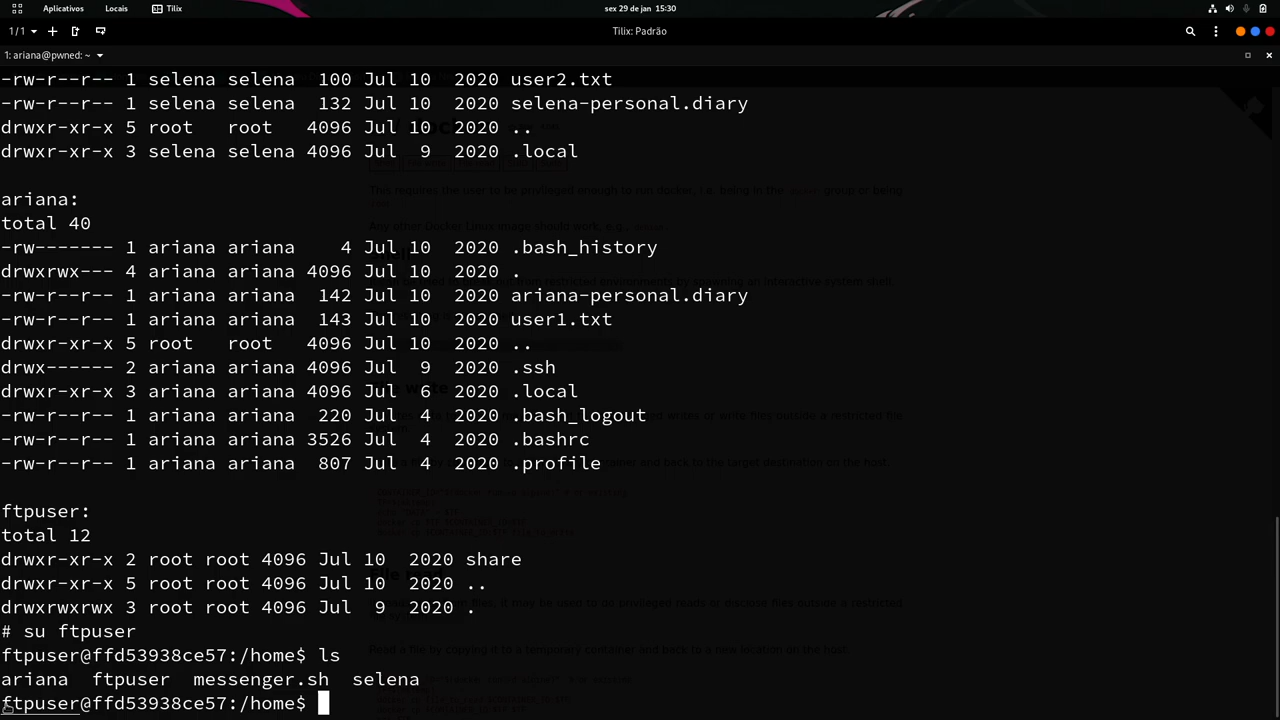 Aplicativos Locais Tilix sex 29 de jan 15:30
1/1 Tilix: Padrão
1: ariana@pwned: ~
-rw-r--r-- 1 selena selena  100 Jul 10  2020 user2.txt
-rw-r--r-- 1 selena selena  132 Jul 10  2020 selena-personal.diary
drwxr-xr-x 5 root   root   4096 Jul 10  2020 ..
drwxr-xr-x 3 selena selena 4096 Jul  9  2020 .local
ariana:
total 40
-rw------- 1 ariana ariana    4 Jul 10  2020 .bash_history
drwxrwx--- 4 ariana ariana 4096 Jul 10  2020 .
-rw-r--r-- 1 ariana ariana  142 Jul 10  2020 ariana-personal.diary
-rw-r--r-- 1 ariana ariana  143 Jul 10  2020 user1.txt
drwxr-xr-x 5 root   root   4096 Jul 10  2020 ..
drwx------ 2 ariana ariana 4096 Jul  9  2020 .ssh
drwxr-xr-x 3 ariana ariana 4096 Jul  6  2020 .local
-rw-r--r-- 1 ariana ariana  220 Jul  4  2020 .bash_logout
-rw-r--r-- 1 ariana ariana 3526 Jul  4  2020 .bashrc
-rw-r--r-- 1 ariana ariana  807 Jul  4  2020 .profile
ftpuser:
total 12
drwxr-xr-x 2 root root 4096 Jul 10  2020 share
drwxr-xr-x 5 root root 4096 Jul 10  2020 ..
drwxrwxrwx 3 root root 4096 Jul  9  2020 .
# su ftpuser
ftpuser@ffd53938ce57:/home$ ls
ariana  ftpuser  messenger.sh  selena
ftpuser@ffd53938ce57:/home$